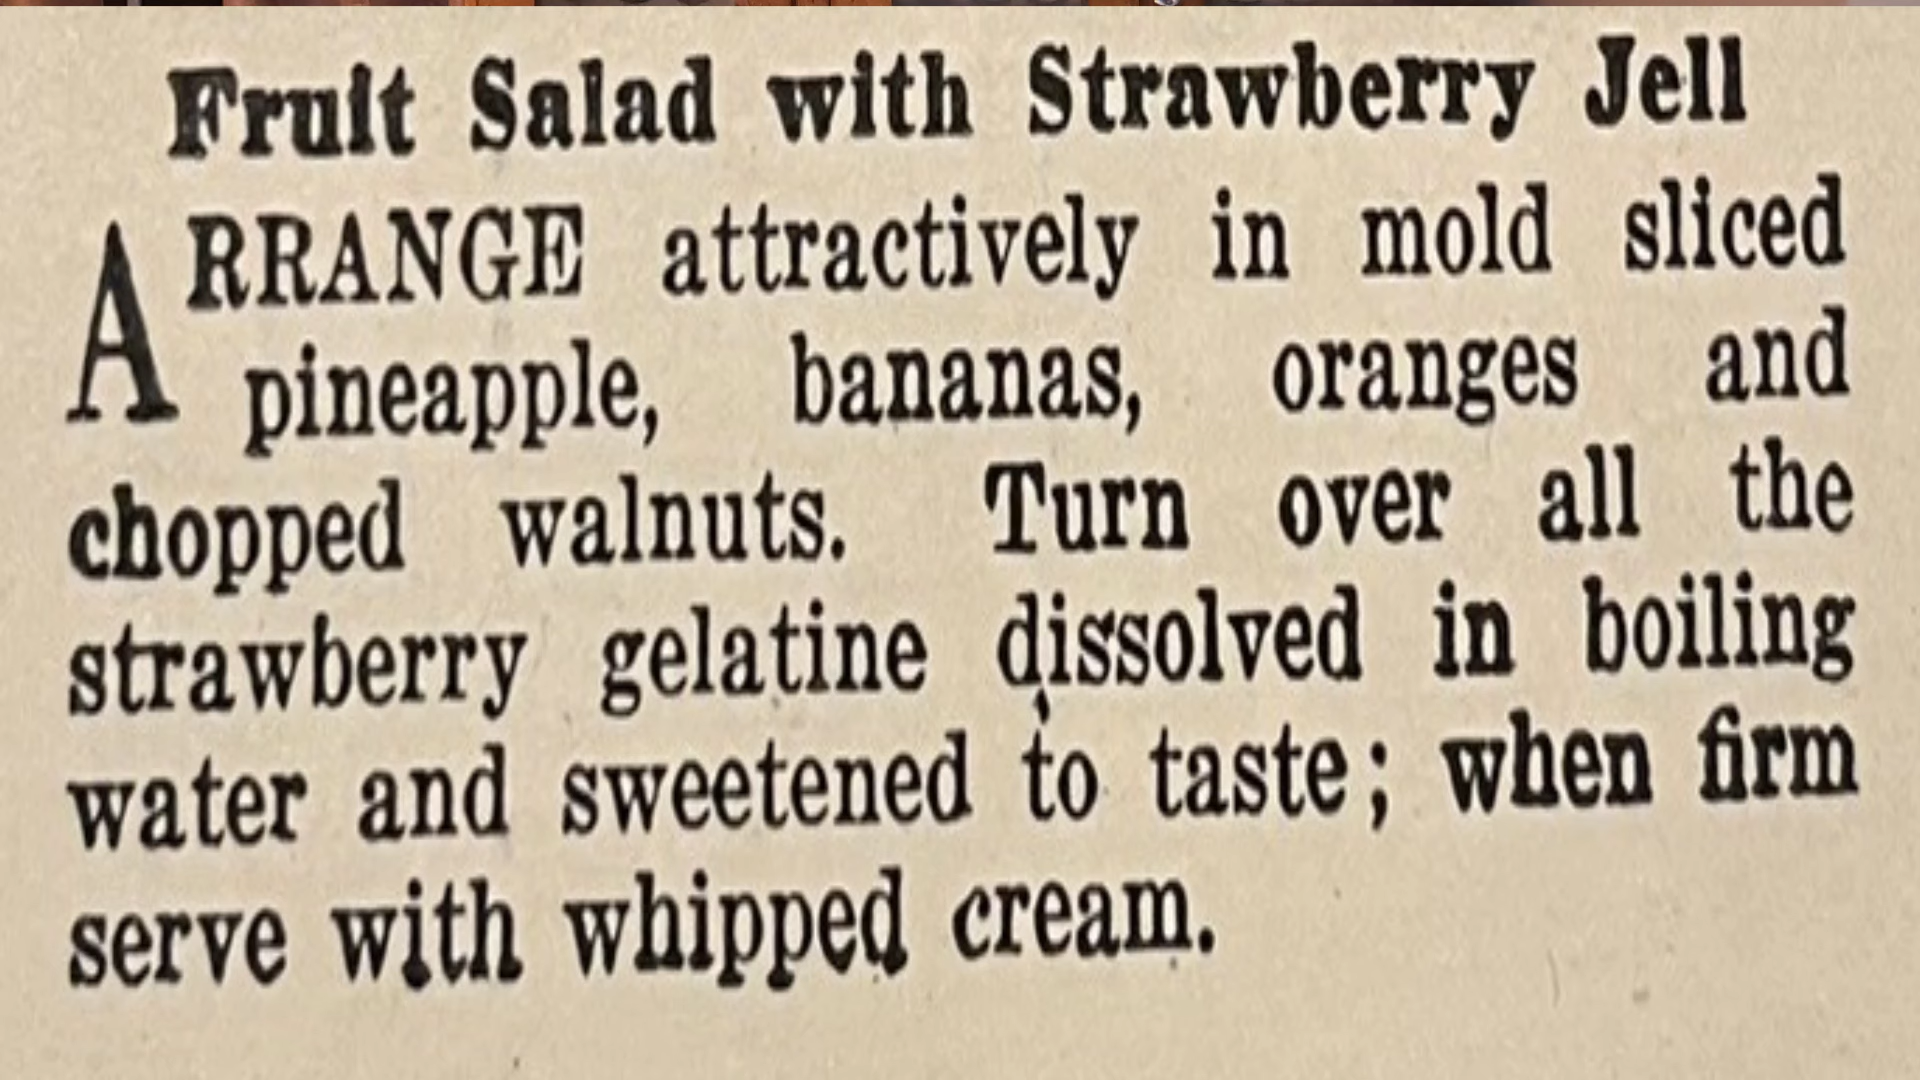 Fruit Salad with Strawberry Jell
ARRANGE attractively in mold sliced
pineapple, bananas, oranges and
chopped walnuts. Turn over all the
strawberry gelatine dissolved in boiling
water and sweetened to taste; when firm
serve with whipped cream.